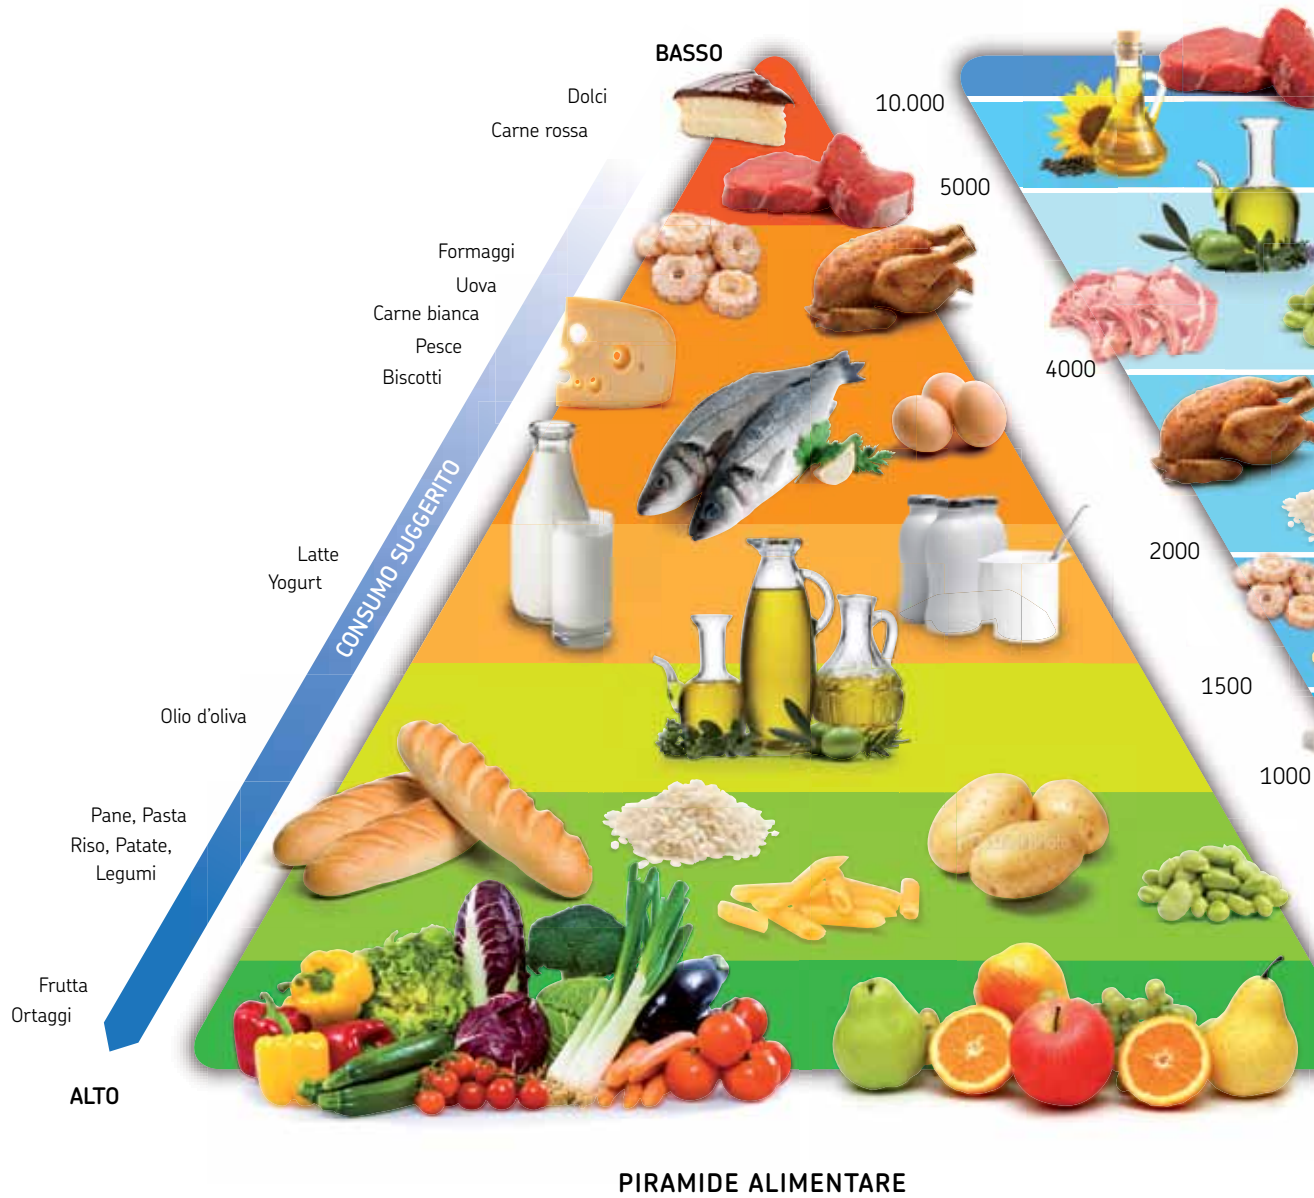 BASSO
Dolci
Carne rossa
10.000
5000
Formaggi
Uova
Carne bianca
Pesce
Biscotti
4000
CONSUMO SUGGERITO
Latte
Yogurt
2000
1500
Olio d'oliva
1000
Pane, Pasta
Riso, Patate,
Legumi
Frutta
Ortaggi
ALTO
PIRAMIDE ALIMENTARE